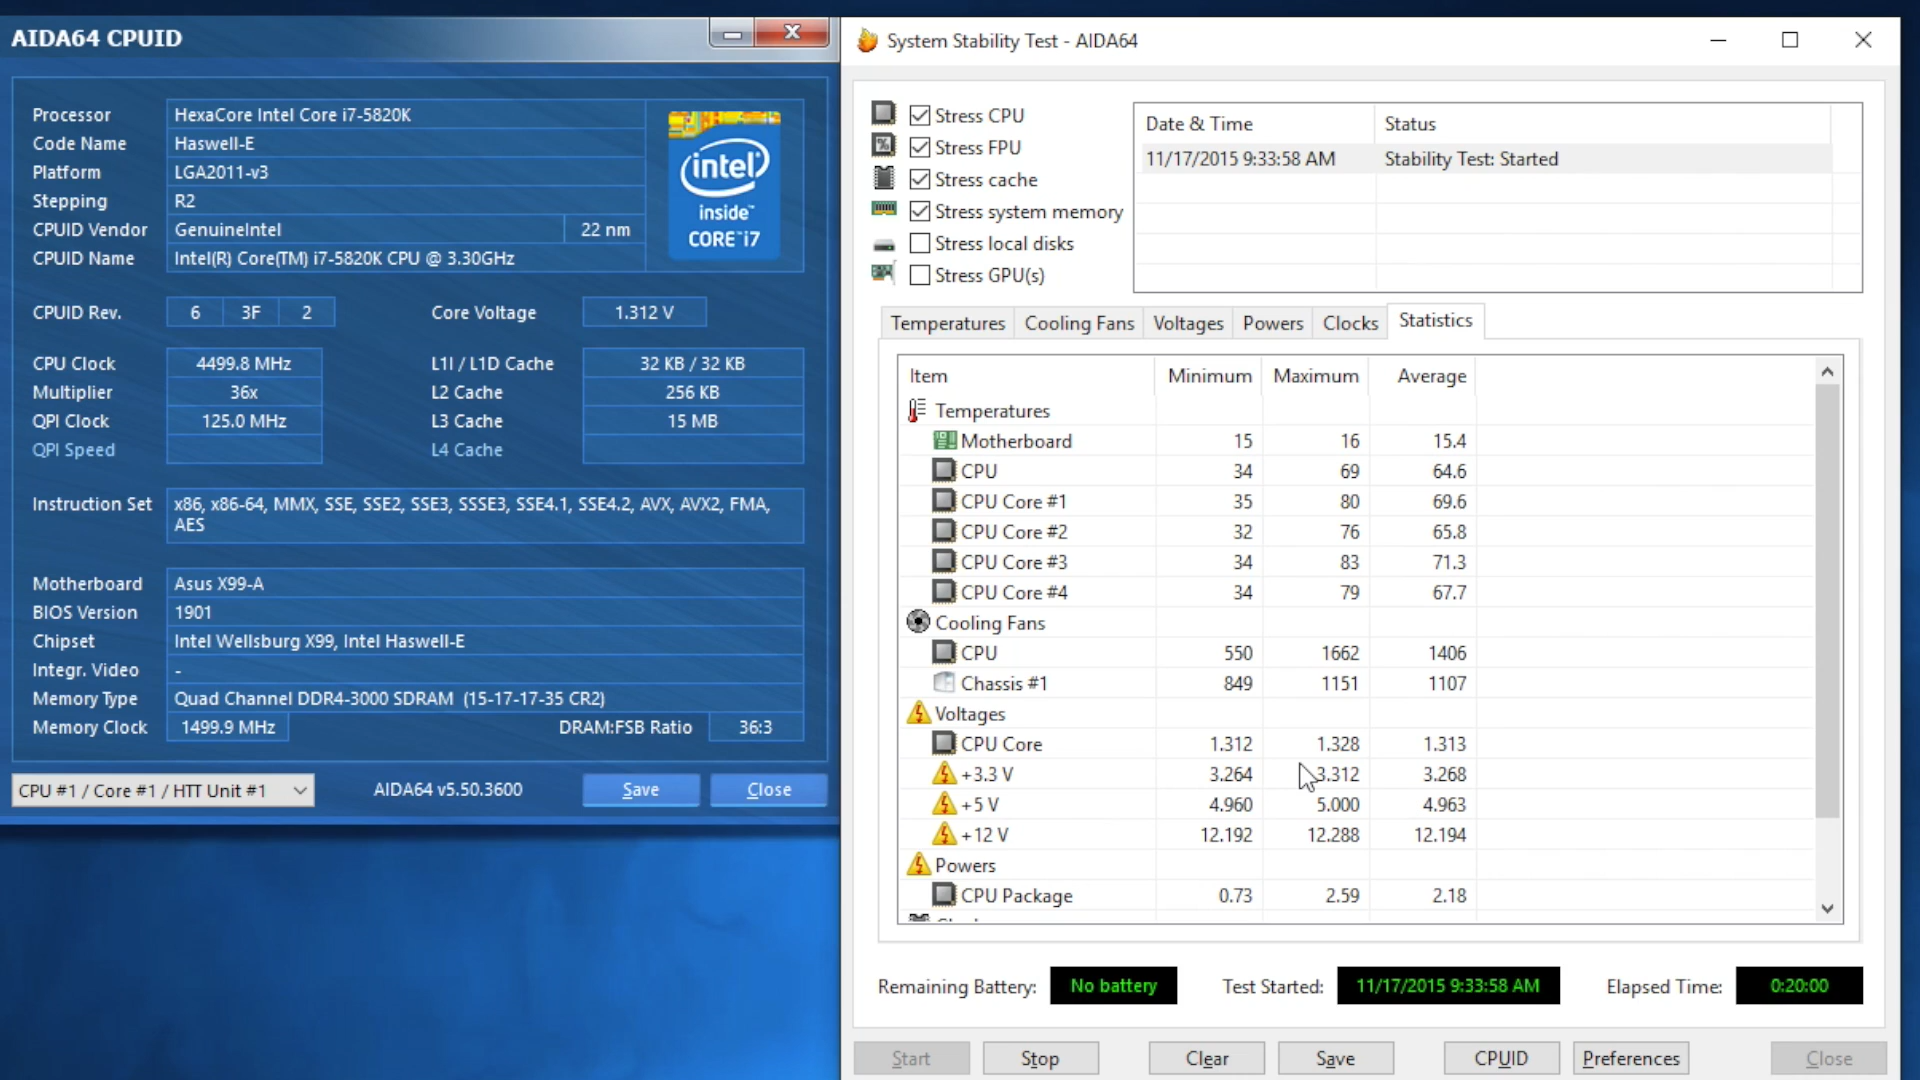 AIDA64 CPUID
Processor HexaCore Intel Core i7-5820K
Code Name Haswell-E
Platform LGA2011-v3
Stepping R2
CPUID Vendor GenuineIntel 22 nm
CPUID Name Intel(R) Core(TM) i7-5820K CPU @ 3.30GHz
intel
inside™
CORE™i7
CPUID Rev. 6 3F 2 Core Voltage 1.312 V
CPU Clock 4499.8 MHz L1I / L1D Cache 32 KB / 32 KB
Multiplier 36x L2 Cache 256 KB
QPI Clock 125.0 MHz L3 Cache 15 MB
QPI Speed L4 Cache
Instruction Set x86, x86-64, MMX, SSE, SSE2, SSE3, SSSE3, SSE4.1, SSE4.2, AVX, AVX2, FMA,
AES
Motherboard Asus X99-A
BIOS Version 1901
Chipset Intel Wellsburg X99, Intel Haswell-E
Integr. Video -
Memory Type Quad Channel DDR4-3000 SDRAM (15-17-17-35 CR2)
Memory Clock 1499.9 MHz DRAM:FSB Ratio 36:3
CPU #1 / Core #1 / HTT Unit #1 AIDA64 v5.50.3600 Save Close
System Stability Test - AIDA64
Stress CPU
Stress FPU
Stress cache
Stress system memory
Stress local disks
Stress GPU(s)
Date & Time Status
11/17/2015 9:33:58 AM Stability Test: Started
Temperatures Cooling Fans Voltages Powers Clocks Statistics
Item Minimum Maximum Average
Temperatures
Motherboard 15 16 15.4
CPU 34 69 64.6
CPU Core #1 35 80 69.6
CPU Core #2 32 76 65.8
CPU Core #3 34 83 71.3
CPU Core #4 34 79 67.7
Cooling Fans
CPU 550 1662 1406
Chassis #1 849 1151 1107
Voltages
CPU Core 1.312 1.328 1.313
+3.3 V 3.264 3.312 3.268
+5 V 4.960 5.000 4.963
+12 V 12.192 12.288 12.194
Powers
CPU Package 0.73 2.59 2.18
Remaining Battery: No battery Test Started: 11/17/2015 9:33:58 AM Elapsed Time: 0:20:00
Start Stop Clear Save CPUID Preferences Close